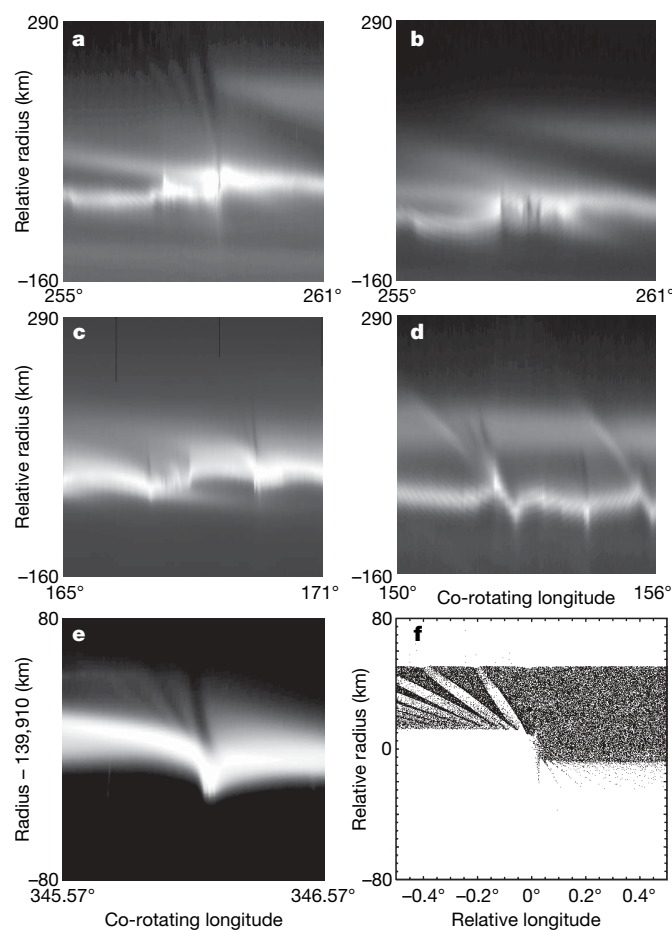 290
a
b
290
Relative radius (km)
–160
255°
261°
–160
255°
261°
290
c
d
290
Relative radius (km)
–160
165°
171°
–160
150°
Co-rotating longitude
156°
80
e
f
80
Radius – 139,910 (km)
Relative radius (km)
0
–80
345.57°
346.57°
–80
–0.4°
–0.2°
0°
0.2°
0.4°
Co-rotating longitude
Relative longitude